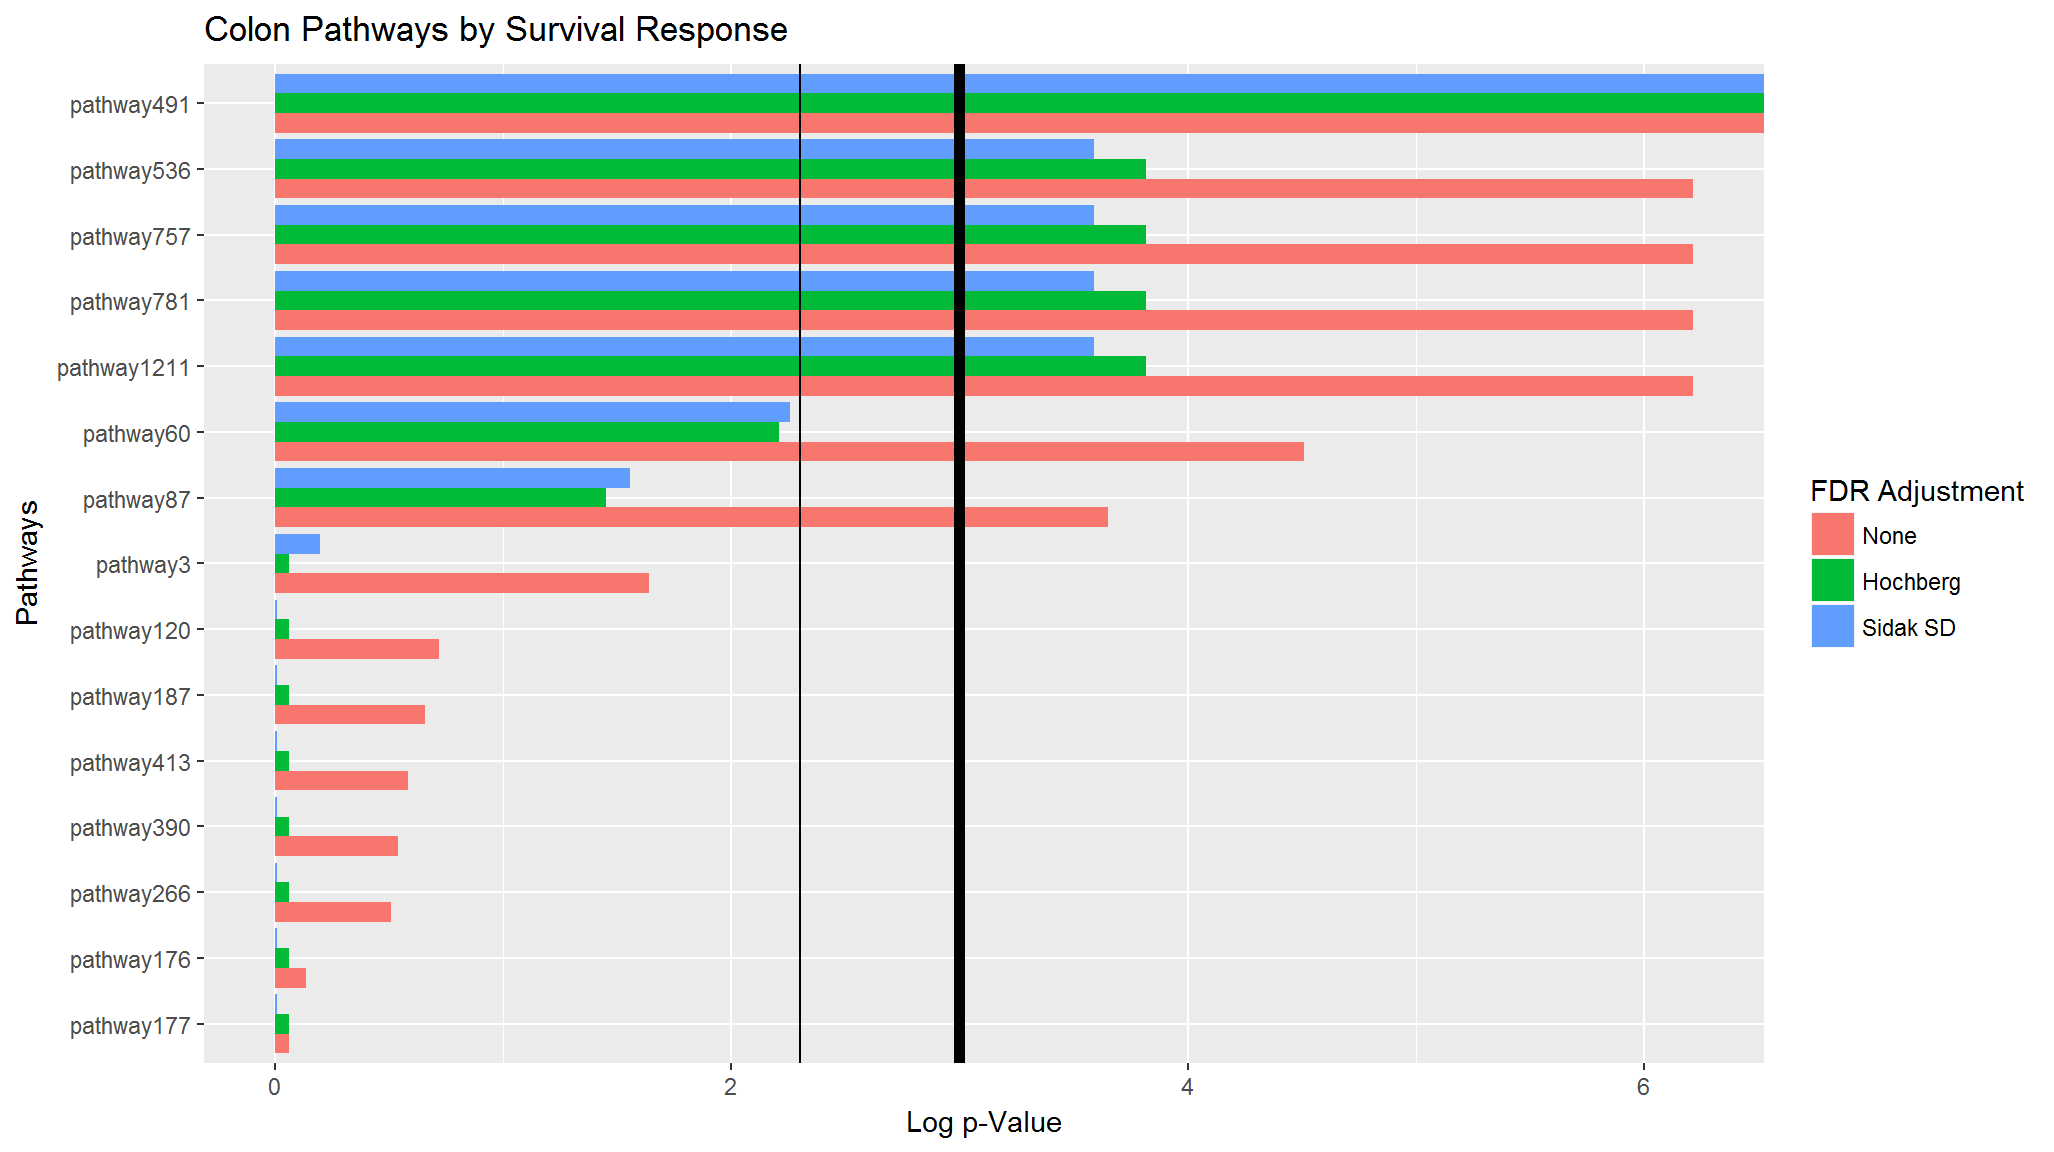 Colon Pathways by Survival Response
pathway491
pathway536
pathway757
pathway781
pathway1211
pathway60
pathway87
pathway3
pathway120
pathway187
pathway413
pathway390
pathway266
pathway176
pathway177
Pathways
0 2 4 6
Log p-Value
FDR Adjustment
None
Hochberg
Sidak SD